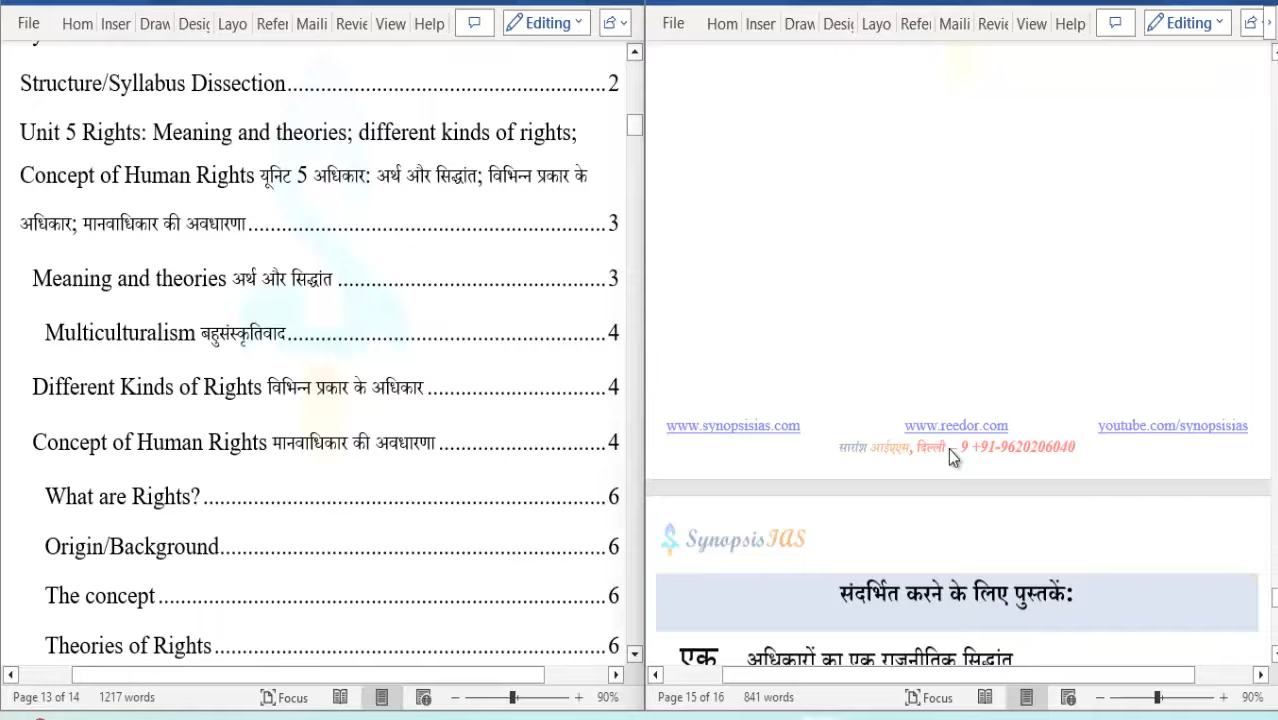 File Hom Inser Draw Desig Layo Refer Maili Revie View Help Editing
Structure/Syllabus Dissection........................................................2
Unit 5 Rights: Meaning and theories; different kinds of rights;
Concept of Human Rights यूनिट 5 अधिकार: अर्थ और सिद्धांत; विभिन्न प्रकार के
अधिकार; मानवाधिकार की अवधारणा...............................................................3
Meaning and theories अर्थ और सिद्धांत ...............................................3
Multiculturalism बहुसंस्कृतिवाद........................................................4
Different Kinds of Rights विभिन्न प्रकार के अधिकार ...............................4
Concept of Human Rights मानवाधिकार की अवधारणा..............................4
What are Rights?......................................................................6
Origin/Background...................................................................6
The concept..............................................................................6
Theories of Rights....................................................................6
Page 13 of 14 1217 words Focus 90%
File Hom Inser Draw Desig Layo Refer Maili Revie View Help Editing
www.synopsisias.com www.reedor.com youtube.com/synopsisias
सारांश आईएएस, दिल्ली – 9 +91-9620206040
SynopsisIAS
संदर्भित करने के लिए पुस्तकें:
एक अधिकारों का एक राजनीतिक सिद्धांत
Page 15 of 16 841 words Focus 90%